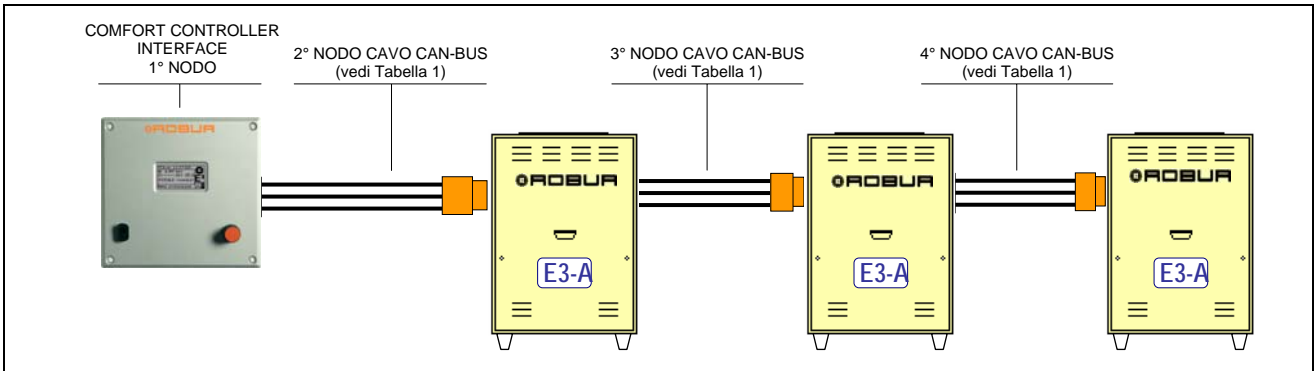 COMFORT CONTROLLER
INTERFACE
1° NODO
2° NODO CAVO CAN-BUS
(vedi Tabella 1)
3° NODO CAVO CAN-BUS
(vedi Tabella 1)
4° NODO CAVO CAN-BUS
(vedi Tabella 1)
ROBUR
ROBUR
ROBUR
ROBUR
E3-A
E3-A
E3-A